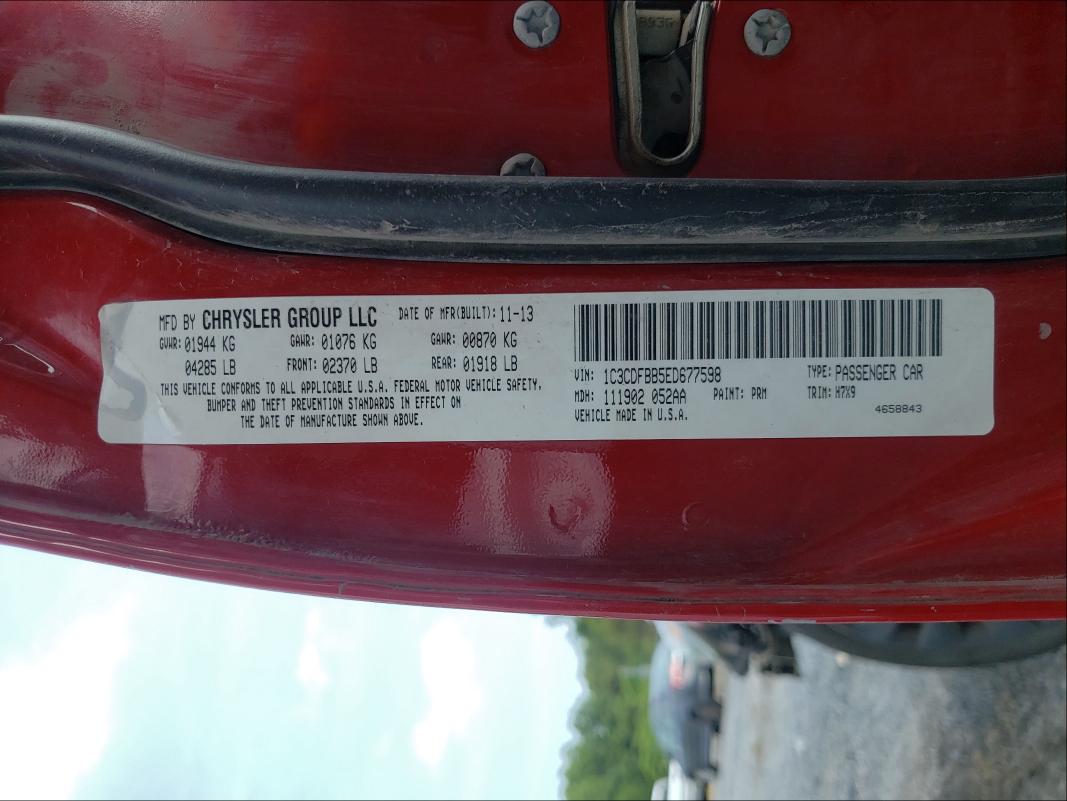 893G
MFD BY CHRYSLER GROUP LLC DATE OF MFR(BUILT): 11-13
GVWR: 01944 KG GAWR: 01076 KG GAWR: 00870 KG
04285 LB FRONT: 02370 LB REAR: 01918 LB
THIS VEHICLE CONFORMS TO ALL APPLICABLE U.S.A. FEDERAL MOTOR VEHICLE SAFETY,
BUMPER AND THEFT PREVENTION STANDARDS IN EFFECT ON
THE DATE OF MANUFACTURE SHOWN ABOVE.
VIN: 1C3CDFBB5ED677598 TYPE: PASSENGER CAR
MDH: 111902 052AA PAINT: PRM TRIM: M7X9
VEHICLE MADE IN U.S.A. 4658843